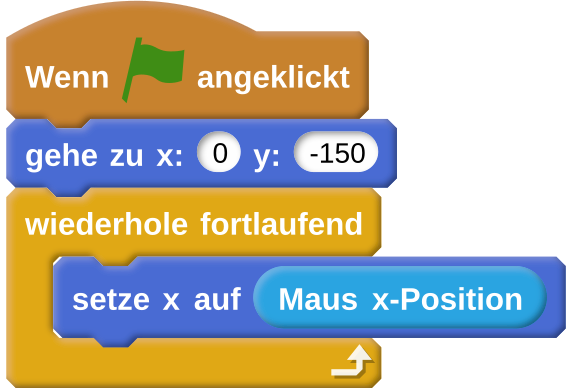 Wenn angeklickt
gehe zu x: 0 y: -150
wiederhole fortlaufend
setze x auf Maus x-Position